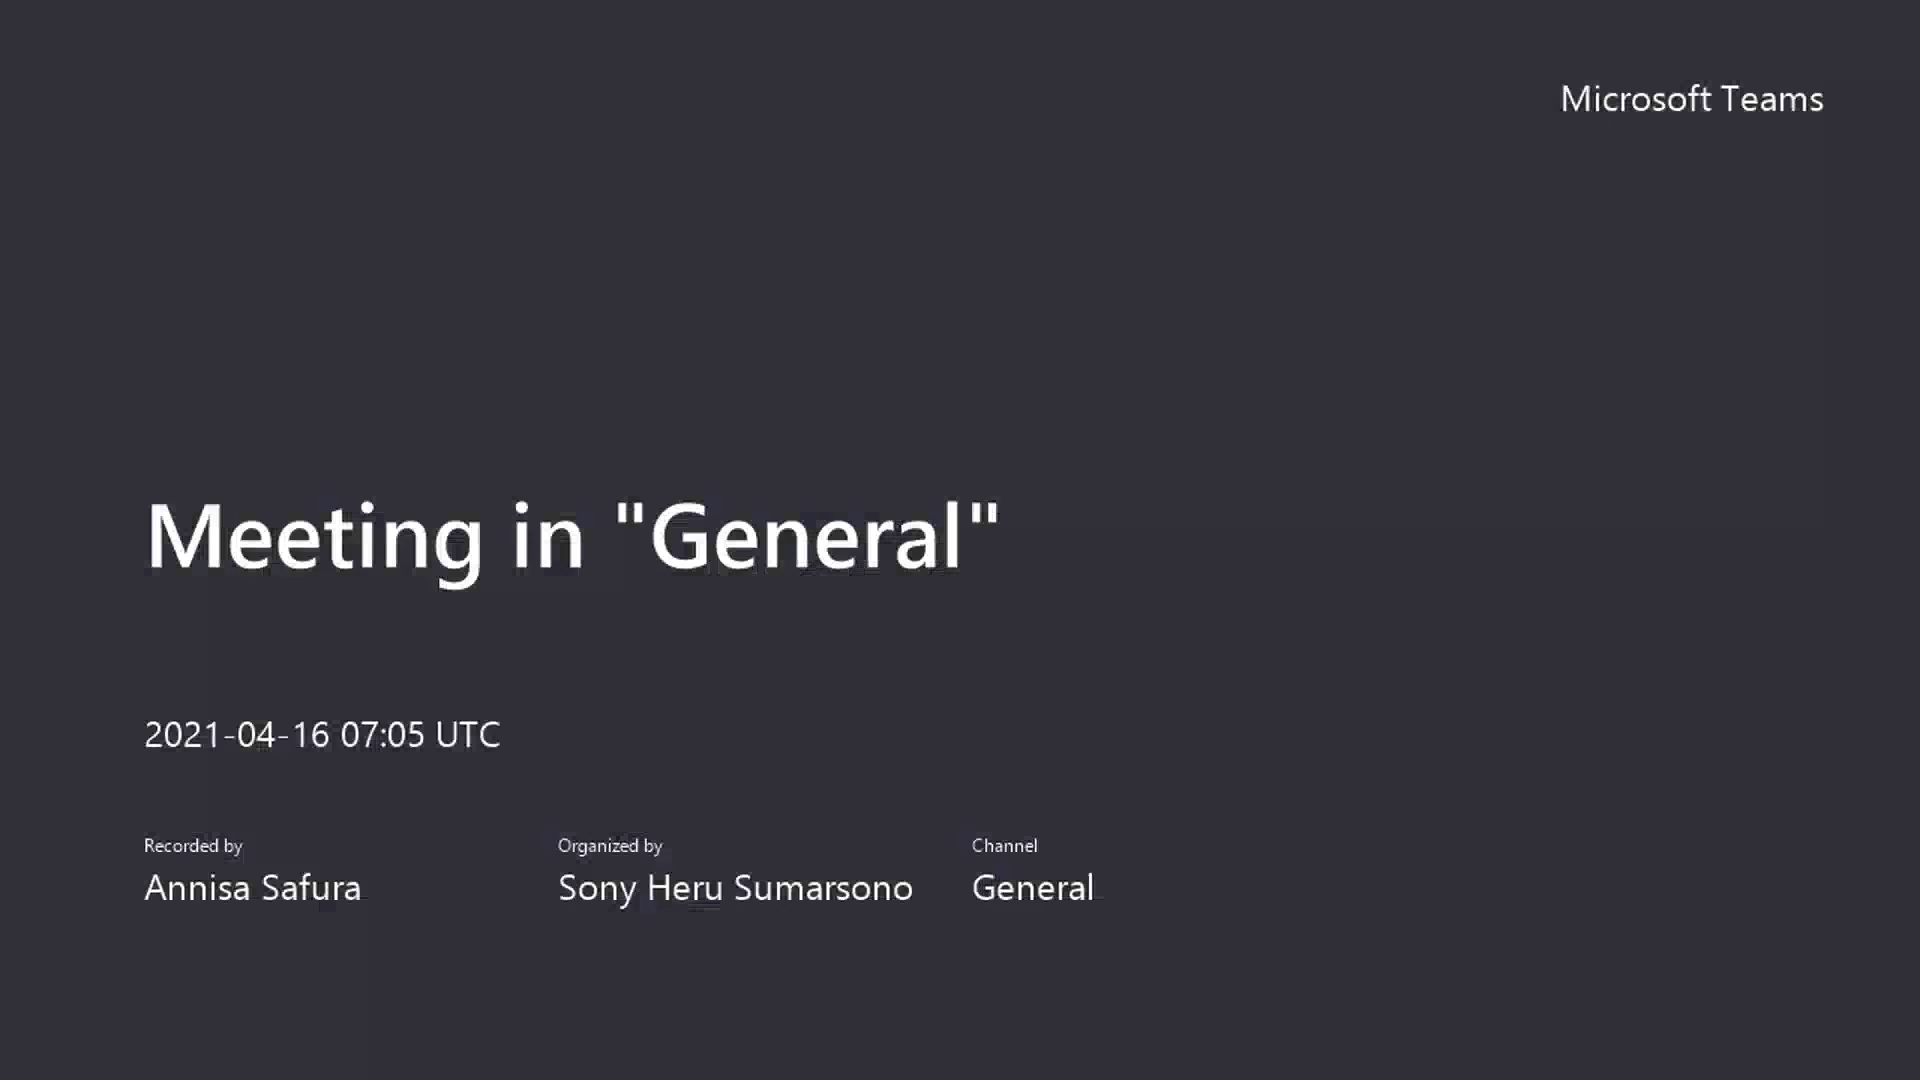 Microsoft Teams
Meeting in "General"
2021-04-16 07:05 UTC
Recorded by
Annisa Safura
Organized by
Sony Heru Sumarsono
Channel
General